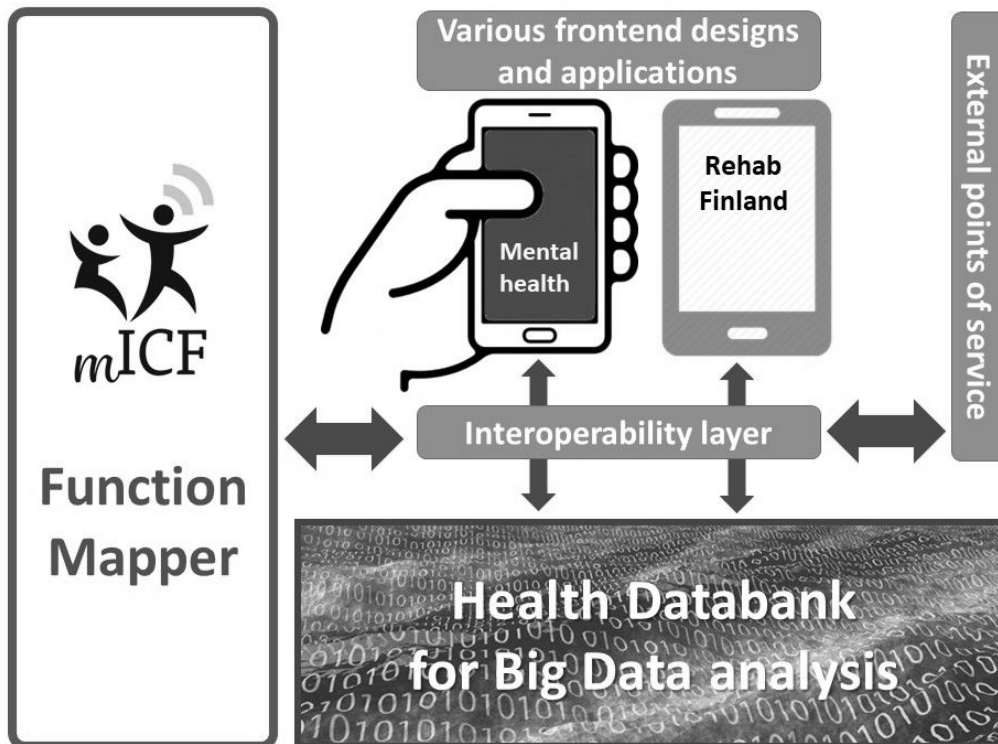 mICF
Function
Mapper
Various frontend designs
and applications
Mental
health
Rehab
Finland
Interoperability layer
External points of service
Health Databank
for Big Data analysis